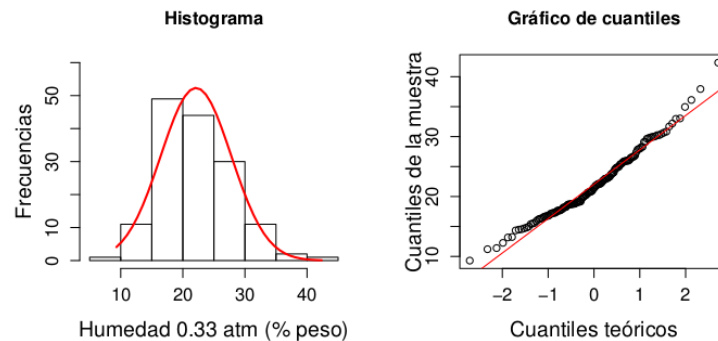 Histograma
Frecuencias
0 10 30 50
10 20 30 40
Humedad 0.33 atm (% peso)
Gráfico de cuantiles
Cuantiles de la muestra
10 20 30 40
−2 −1 0 1 2
Cuantiles teóricos